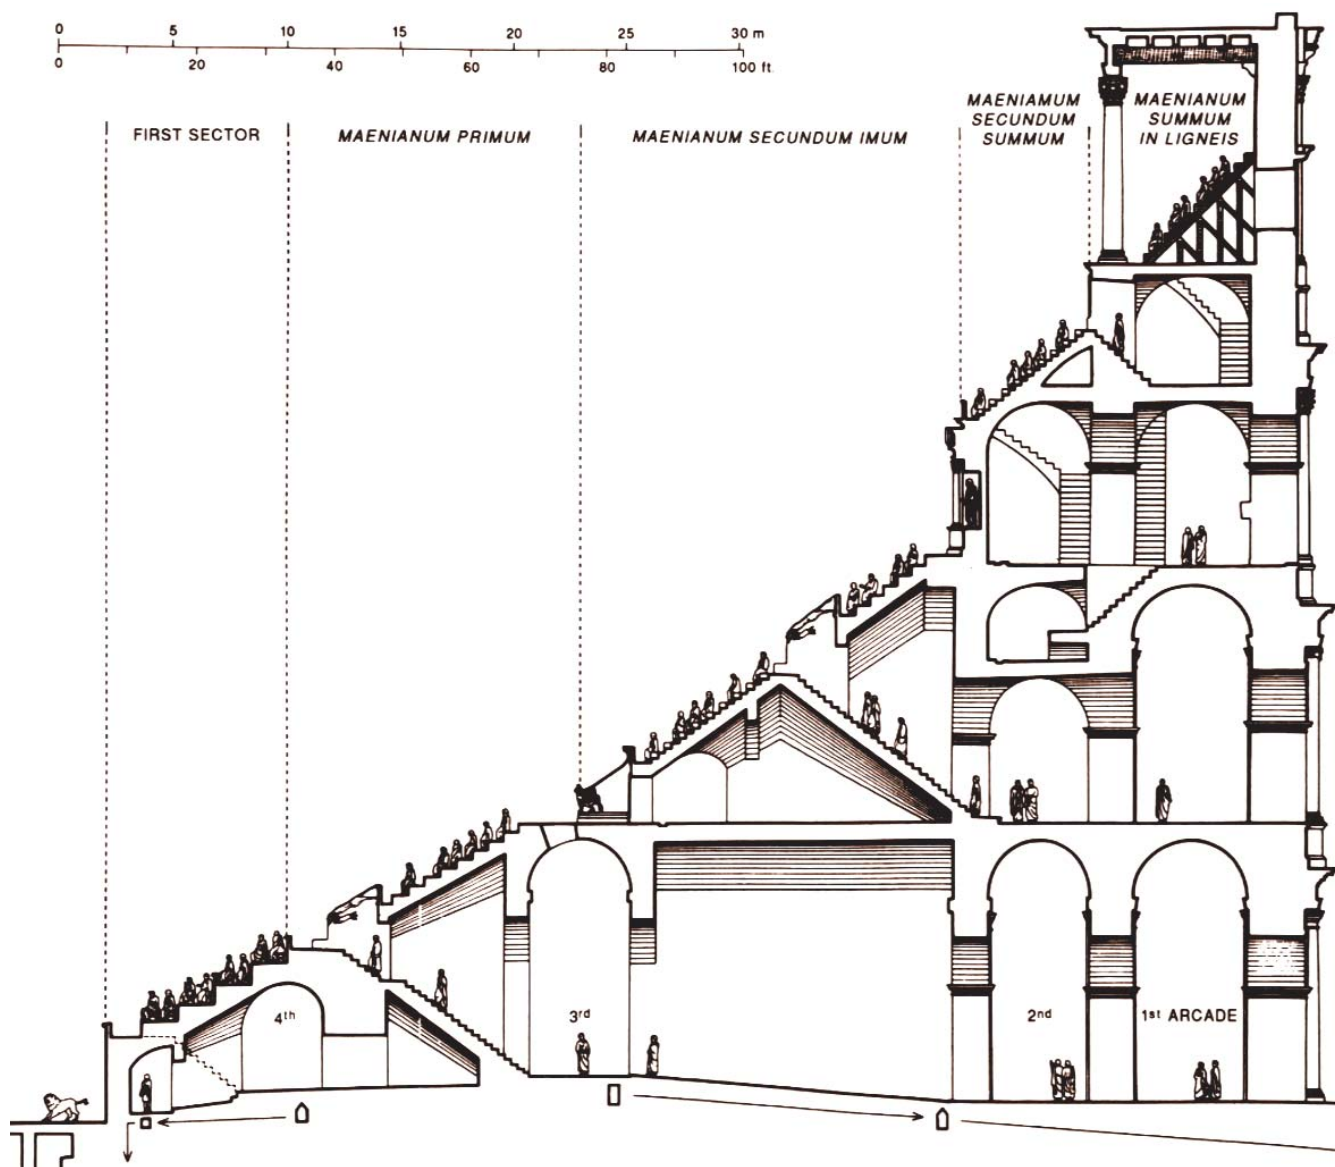 0 5 10 15 20 25 30 m
0 20 40 60 80 100 ft.
FIRST SECTOR
MAENIANUM PRIMUM
MAENIANUM SECUNDUM IMUM
MAENIAMUM
SECUNDUM
SUMMUM
MAENIANUM
SUMMUM
IN LIGNEIS
4th
3rd
2nd
1st ARCADE